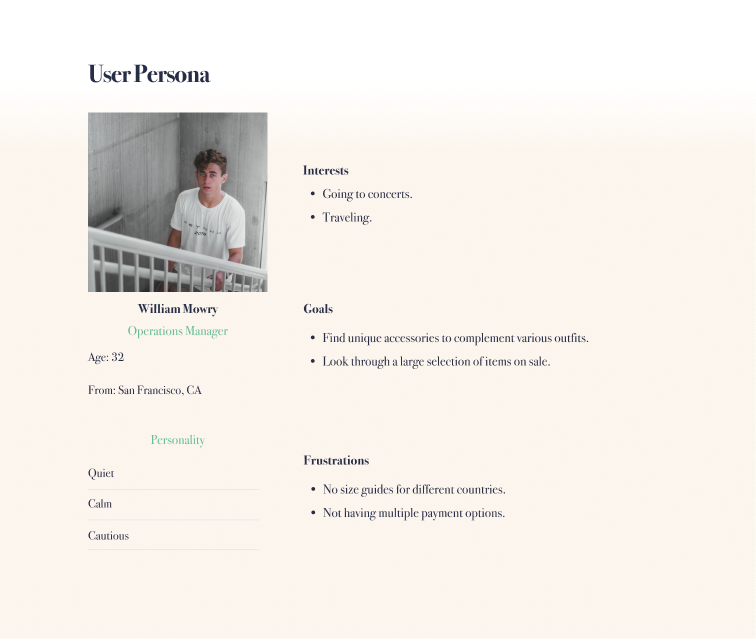 User Persona
William Mowry
Operations Manager
Age: 32
From: San Francisco, CA
Personality
Quiet
Calm
Cautious
Interests
• Going to concerts.
• Traveling.
Goals
• Find unique accessories to complement various outfits.
• Look through a large selection of items on sale.
Frustrations
• No size guides for different countries.
• Not having multiple payment options.